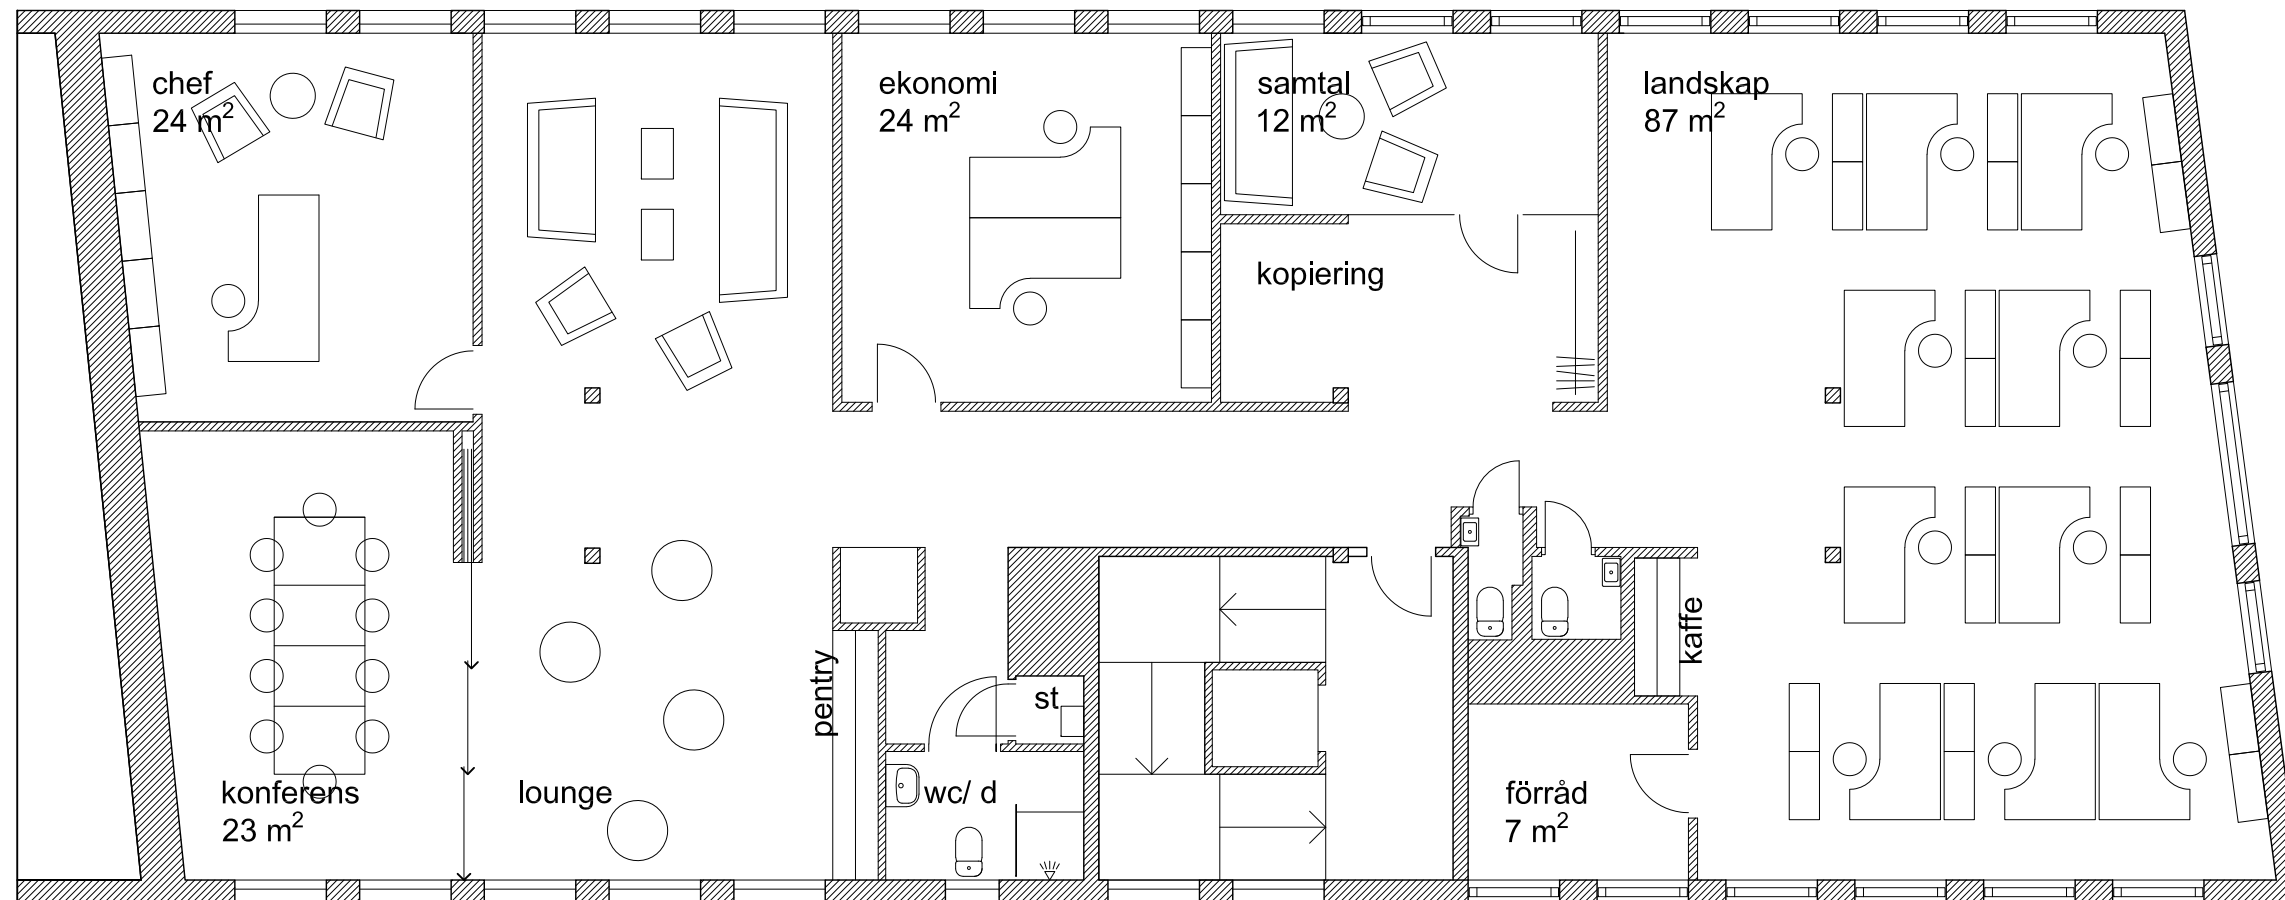 chef
24 m²
ekonomi
24 m²
samtal
12 m²
landskap
87 m²
kopiering
kaffe
pentry
st
konferens
23 m²
lounge
wc/ d
förråd
7 m²